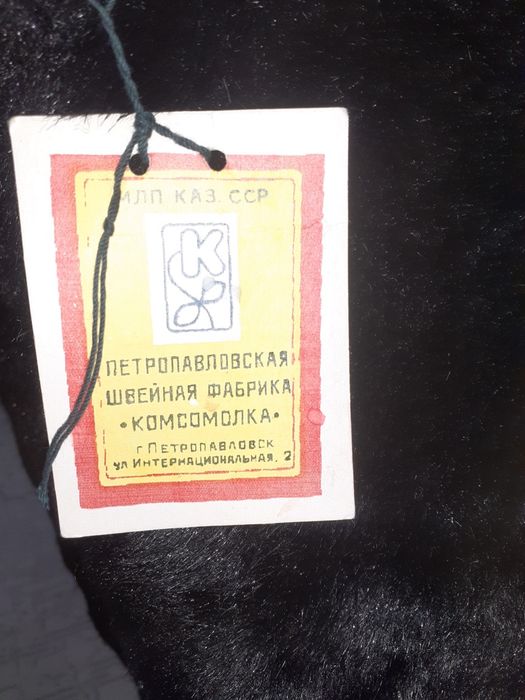 МЛП КАЗ. ССР
К
ПЕТРОПАВЛОВСКАЯ
ШВЕЙНАЯ ФАБРИКА
•КОМСОМОЛКА•
г ПЕТРОПАВЛОВСК
ул ИНТЕРНАЦИОНАЛЬНАЯ. 2